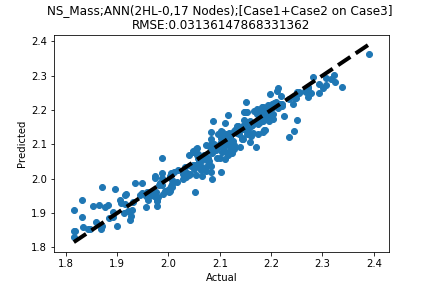 NS_Mass;ANN(2HL-0,17 Nodes);[Case1+Case2 on Case3]
RMSE:0.03136147868331362
2.4
2.3
2.2
2.1
2.0
1.9
1.8
Predicted
1.8 1.9 2.0 2.1 2.2 2.3 2.4
Actual